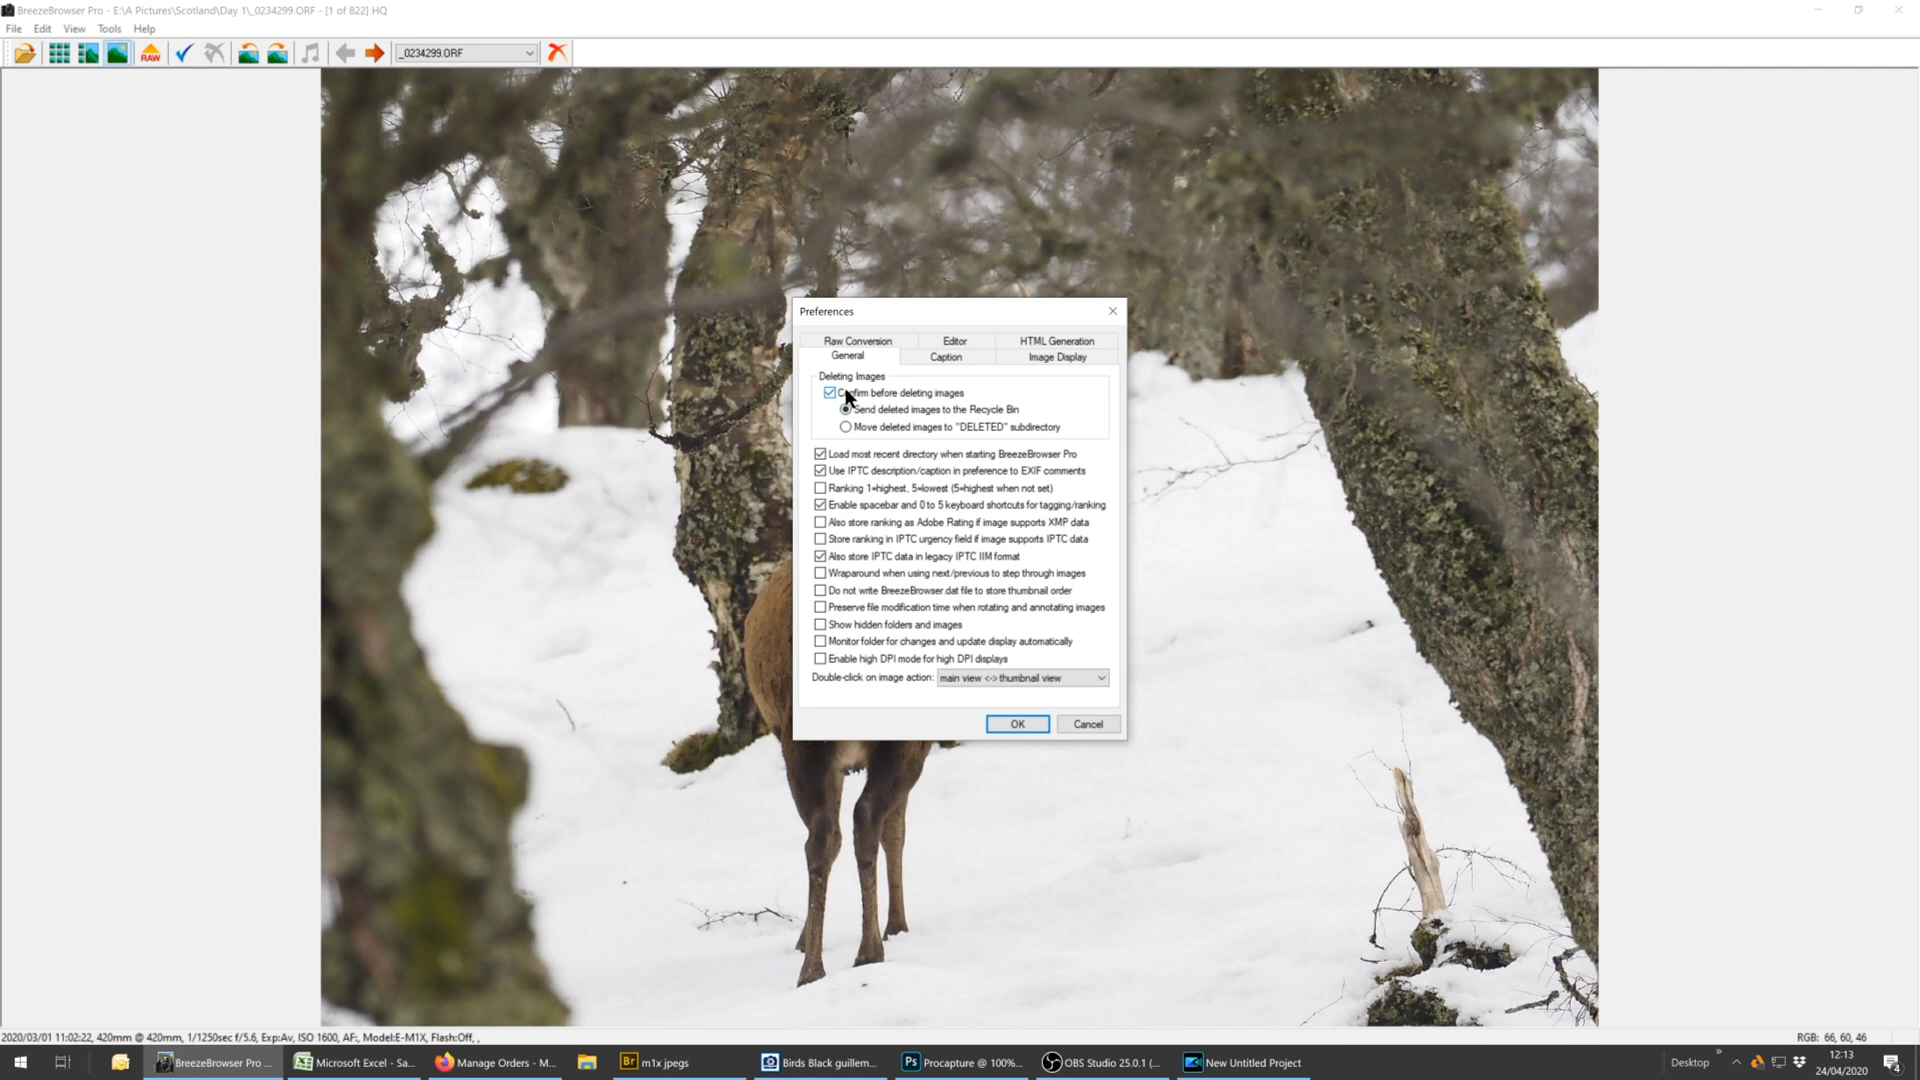 BreezeBrowser Pro - E:\A Pictures\Scotland\Day 1\_0234299.ORF - [1 of 822] HQ
File Edit View Tools Help
RAW _0234299.ORF
Preferences
Raw Conversion Editor HTML Generation
General Caption Image Display
Deleting Images
Confirm before deleting images
Send deleted images to the Recycle Bin
Move deleted images to "DELETED" subdirectory
Load most recent directory when starting BreezeBrowser Pro
Use IPTC description/caption in preference to EXIF comments
Ranking 1=highest, 5=lowest (5=highest when not set)
Enable spacebar and 0 to 5 keyboard shortcuts for tagging/ranking
Also store ranking as Adobe Rating if image supports XMP data
Store ranking in IPTC urgency field if image supports IPTC data
Also store IPTC data in legacy IPTC IIM format
Wraparound when using next/previous to step through images
Do not write BreezeBrowser.dat file to store thumbnail order
Preserve file modification time when rotating and annotating images
Show hidden folders and images
Monitor folder for changes and update display automatically
Enable high DPI mode for high DPI displays
Double-click on image action: main view <-> thumbnail view
OK Cancel
2020/03/01 11:02:22, 420mm @ 420mm, 1/1250sec f/5.6, Exp:Av, ISO 1600, AF:, Model:E-M1X, Flash:Off, ,
RGB: 66, 60, 46
BreezeBrowser Pro ... Microsoft Excel - Sa... Manage Orders - M... Br m1x jpegs Birds Black guillem... Ps Procapture @ 100%... OBS Studio 25.0.1 (... New Untitled Project Desktop » 12:13
24/04/2020 4